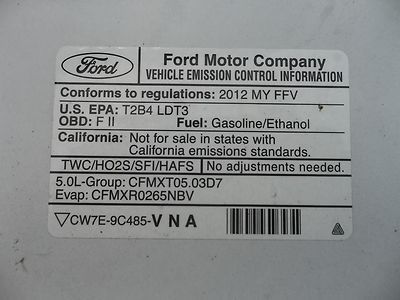 Ford
Ford Motor Company
VEHICLE EMISSION CONTROL INFORMATION
Conforms to regulations: 2012 MY FFV
U.S. EPA: T2B4 LDT3
OBD: F II Fuel: Gasoline/Ethanol
California: Not for sale in states with
California emissions standards.
TWC/HO2S/SFI/HAFS No adjustments needed.
5.0L-Group: CFMXT05.03D7
Evap: CFMXR0265NBV
CW7E-9C485-VNA